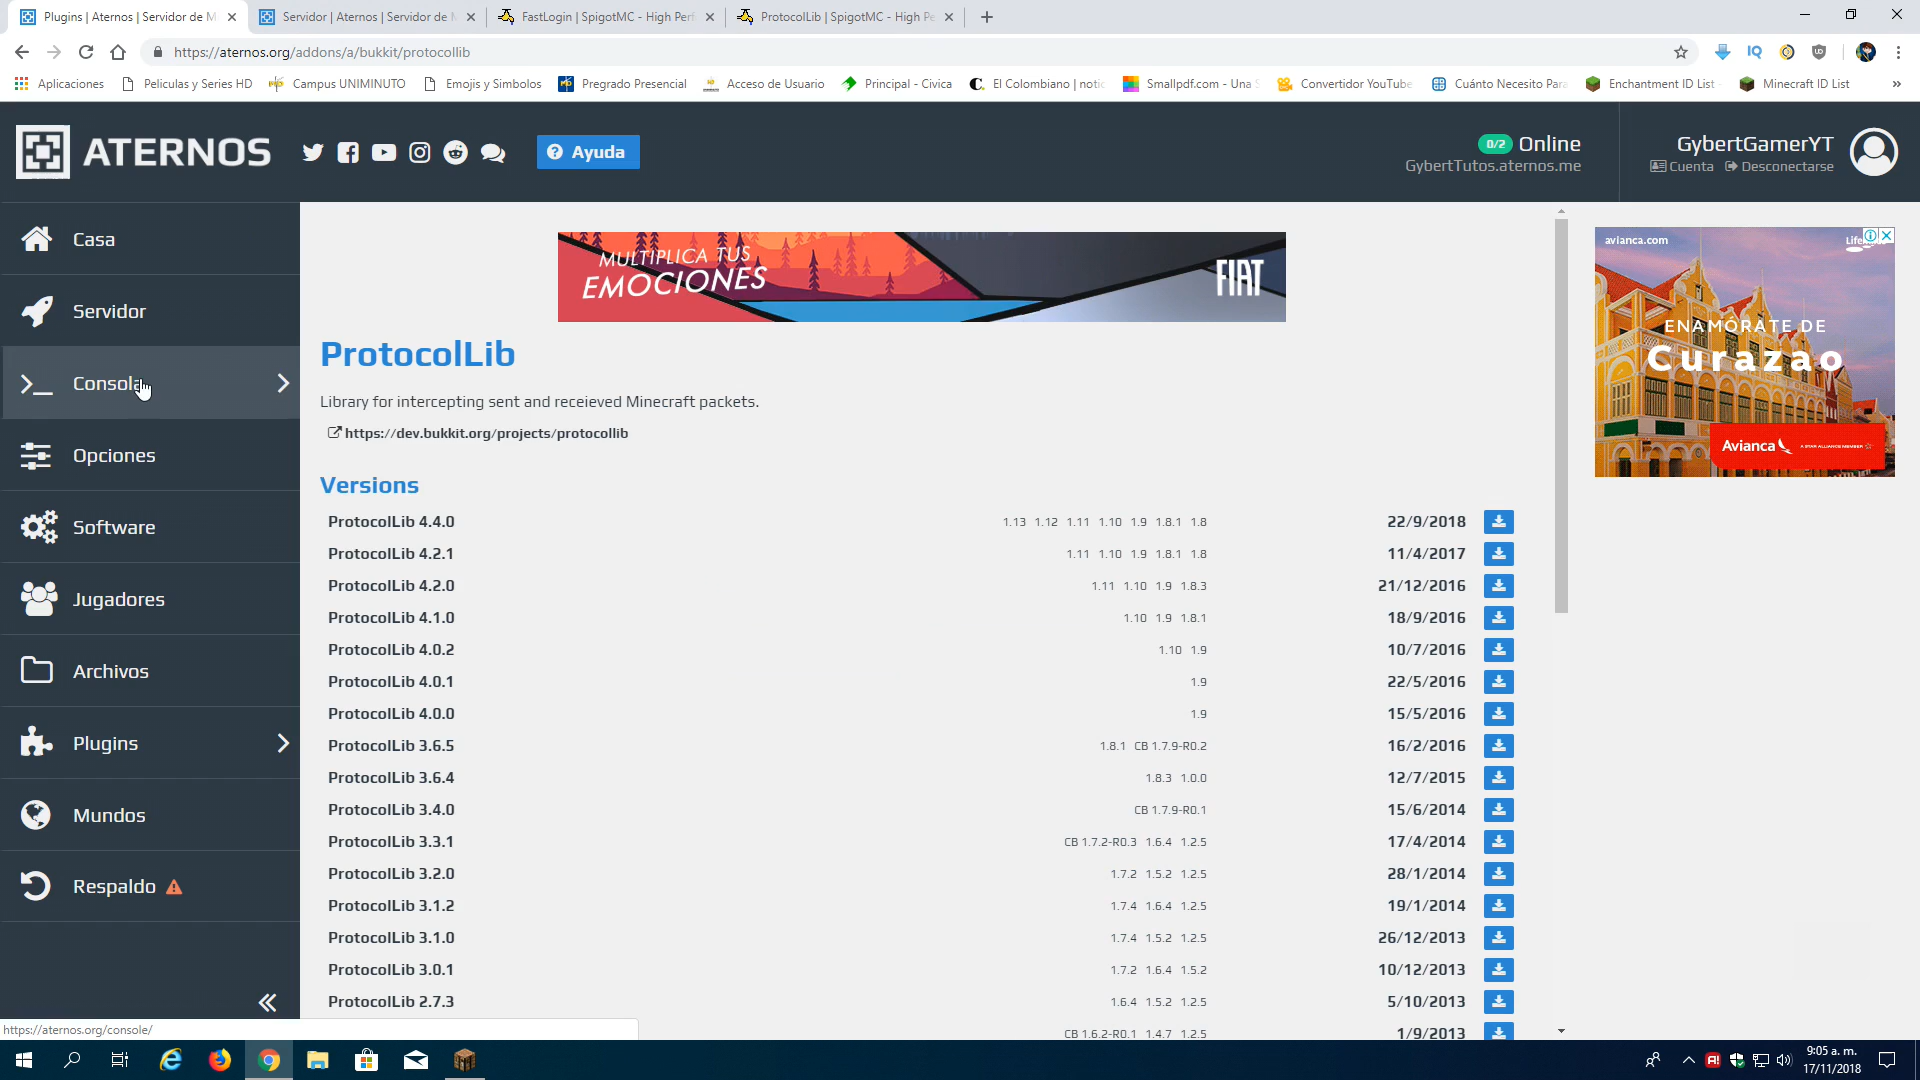 Plugins | Aternos | Servidor de M
Servidor | Aternos | Servidor de M
FastLogin | SpigotMC - High Perf
ProtocolLib | SpigotMC - High Pe
https://aternos.org/addons/a/bukkit/protocollib
IQ
Aplicaciones
Peliculas y Series HD
Campus UNIMINUTO
Emojis y Simbolos
Pregrado Presencial
Acceso de Usuario
Principal - Civica
El Colombiano | notic
Smallpdf.com - Una S
Convertidor YouTube
Cuánto Necesito Para
Enchantment ID List
Minecraft ID List
»
ATERNOS
Ayuda
0/2 Online
GybertTutos.aternos.me
GybertGamerYT
Cuenta
Desconectarse
Casa
Servidor
Consola
Opciones
Software
Jugadores
Archivos
Plugins
Mundos
Respaldo
MULTIPLICA TUS
EMOCIONES
FIAT
avianca.com
Life
ENAMÓRATE DE
Curazao
Avianca
A STAR ALLIANCE MEMBER
ProtocolLib
Library for intercepting sent and receieved Minecraft packets.
https://dev.bukkit.org/projects/protocollib
Versions
ProtocolLib 4.4.0 1.13 1.12 1.11 1.10 1.9 1.8.1 1.8 22/9/2018
ProtocolLib 4.2.1 1.11 1.10 1.9 1.8.1 1.8 11/4/2017
ProtocolLib 4.2.0 1.11 1.10 1.9 1.8.3 21/12/2016
ProtocolLib 4.1.0 1.10 1.9 1.8.1 18/9/2016
ProtocolLib 4.0.2 1.10 1.9 10/7/2016
ProtocolLib 4.0.1 1.9 22/5/2016
ProtocolLib 4.0.0 1.9 15/5/2016
ProtocolLib 3.6.5 1.8.1 CB 1.7.9-R0.2 16/2/2016
ProtocolLib 3.6.4 1.8.3 1.0.0 12/7/2015
ProtocolLib 3.4.0 CB 1.7.9-R0.1 15/6/2014
ProtocolLib 3.3.1 CB 1.7.2-R0.3 1.6.4 1.2.5 17/4/2014
ProtocolLib 3.2.0 1.7.2 1.5.2 1.2.5 28/1/2014
ProtocolLib 3.1.2 1.7.4 1.6.4 1.2.5 19/1/2014
ProtocolLib 3.1.0 1.7.4 1.5.2 1.2.5 26/12/2013
ProtocolLib 3.0.1 1.7.2 1.6.4 1.5.2 10/12/2013
ProtocolLib 2.7.3 1.6.4 1.5.2 1.2.5 5/10/2013
CB 1.6.2-R0.1 1.4.7 1.2.5 1/9/2013
https://aternos.org/console/
9:05 a. m.
17/11/2018